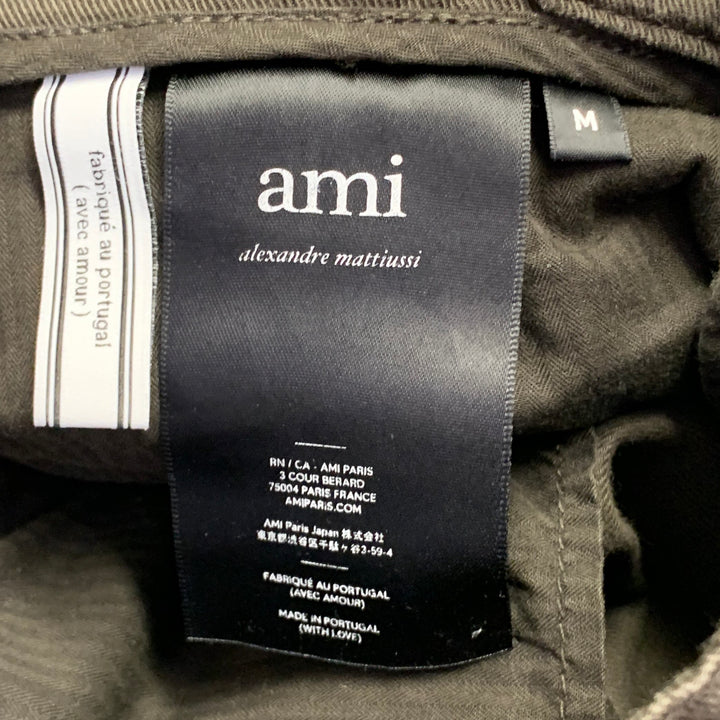 fabriqué au portugal
( avec amour )
ami
alexandre mattiussi
RN / CA - AMI PARIS
3 COUR BERARD
75004 PARIS FRANCE
AMIPARIS.COM
AMI Paris Japan 株式会社
東京都渋谷区千駄ヶ谷3-59-4
FABRIQUÉ AU PORTUGAL
(AVEC AMOUR)
MADE IN PORTUGAL
(WITH LOVE)
M